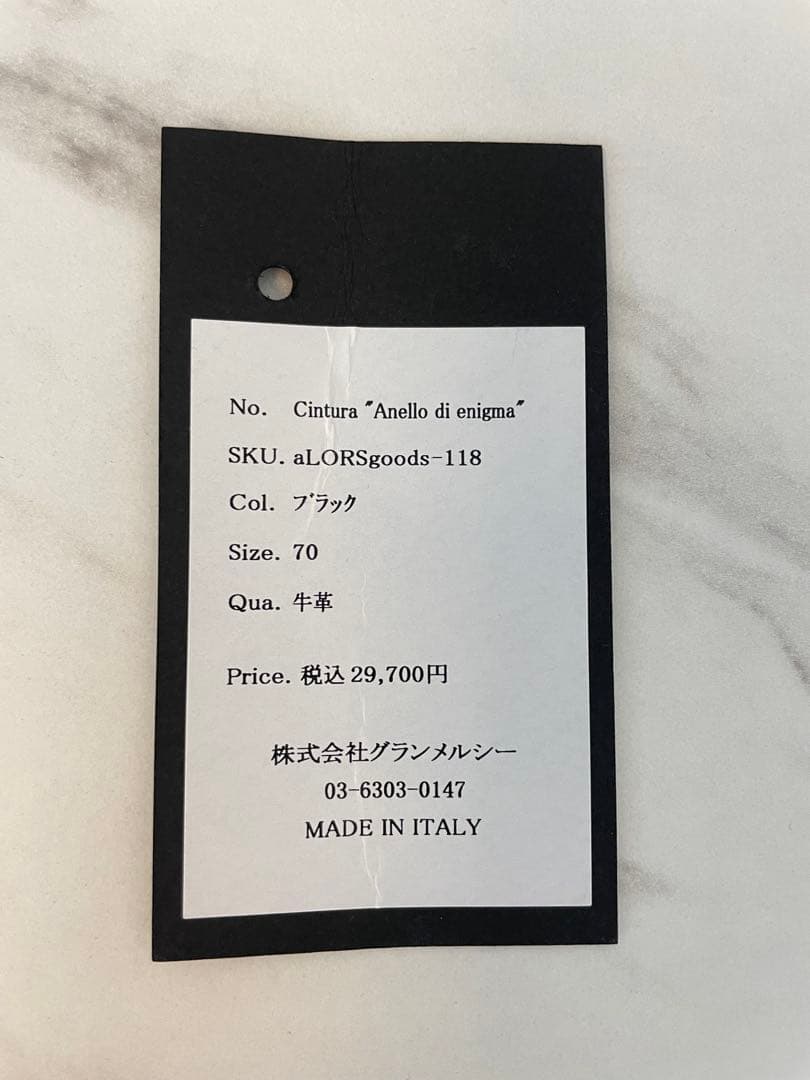 No. Cintura "Anello di enigma"
SKU. aLORSgoods-118
Col. ﾌﾞﾗｯｸ
Size. 70
Qua. 牛革
Price. 税込 29,700円
株式会社グランメルシー
03-6303-0147
MADE IN ITALY